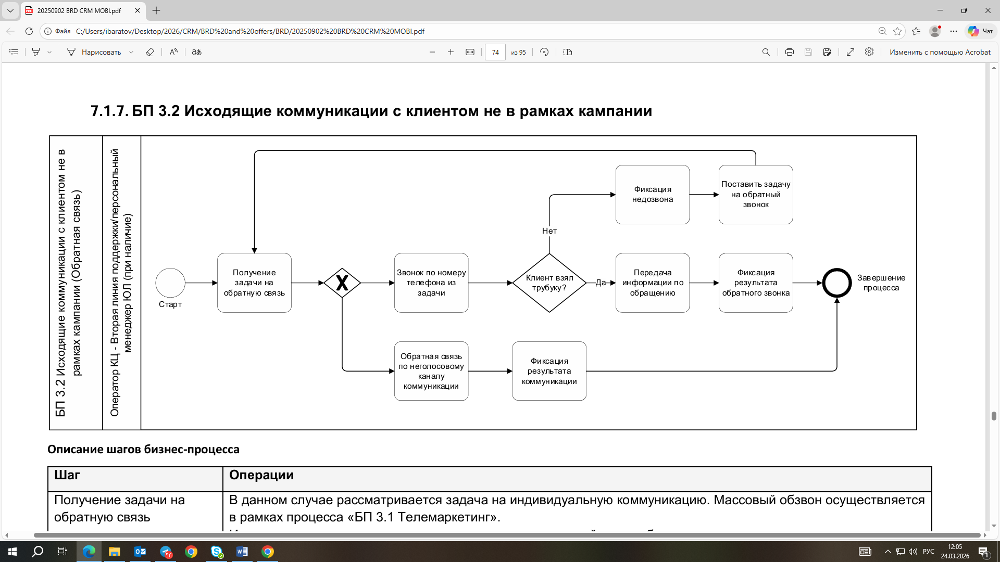 20250902 BRD CRM MOBI.pdf
Файл
C:/Users/ibaratov/Desktop/2026/CRM/BRD%20and%20offers/BRD/20250902%20BRD%20CRM%20MOBI.pdf
Чат
Нарисовать
74 из 95
Изменить с помощью Acrobat
7.1.7. БП 3.2 Исходящие коммуникации с клиентом не в рамках кампании
БП 3.2 Исходящие коммуникации с клиентом не в
рамках кампании (Обратная связь)
Оператор КЦ - Вторая линия поддержки/персональный
менеджер ЮЛ (при наличие)
Старт
Получение
задачи на
обратную связь
X
Звонок по номеру
телефона из
задачи
Клиент взял
трубуку?
Нет
Фиксация
недозвона
Поставить задачу
на обратный
звонок
Да
Передача
информации по
обращению
Фиксация
результата
обратного звонка
Завершение
процесса
Обратная связь
по неголосовому
каналу
коммуникации
Фиксация
результата
коммуникации
Описание шагов бизнес-процесса
Шаг
Операции
Получение задачи на
обратную связь
В данном случае рассматривается задача на индивидуальную коммуникацию. Массовый обзвон осуществляется
в рамках процесса «БП 3.1 Телемаркетинг».
56
РУС
12:05
24.03.2026
1